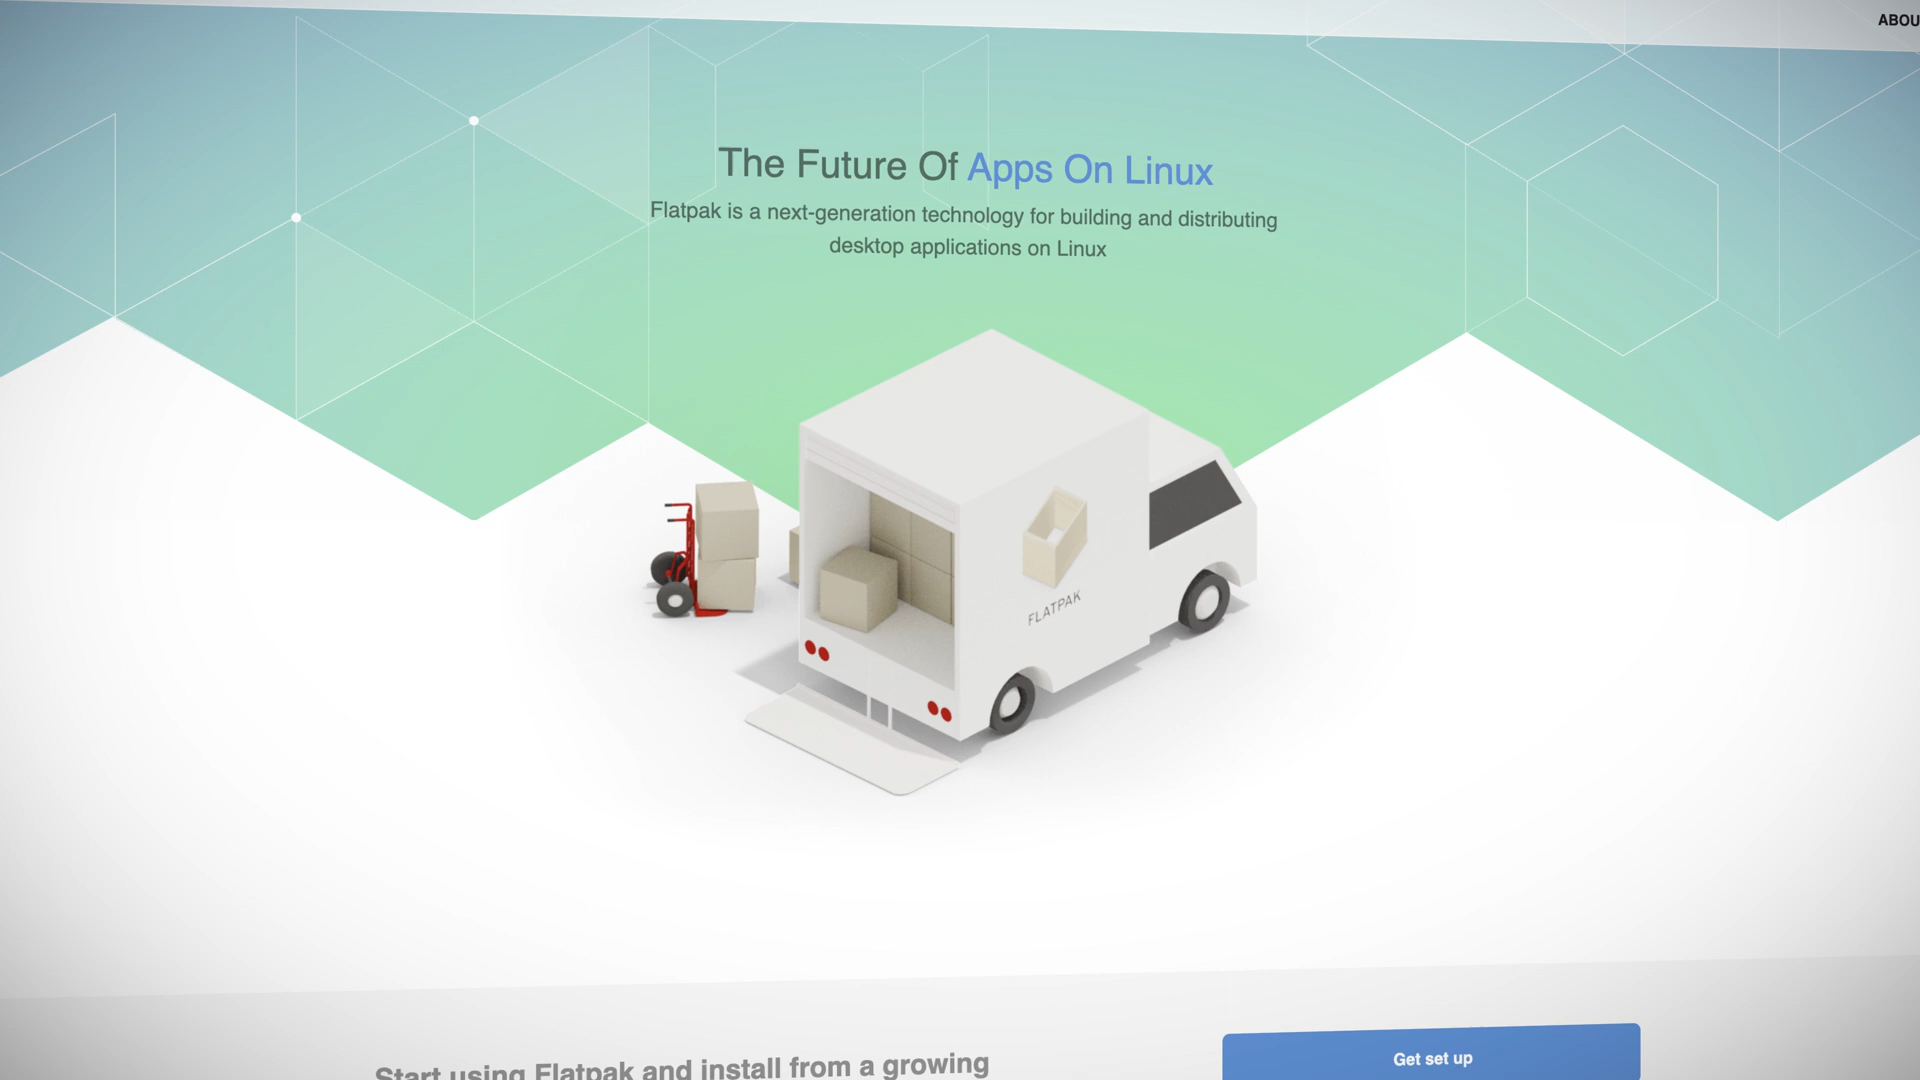 ABOU
The Future Of Apps On Linux
Flatpak is a next-generation technology for building and distributing
desktop applications on Linux
FLATPAK
Start using Flatpak and install from a growing
Get set up